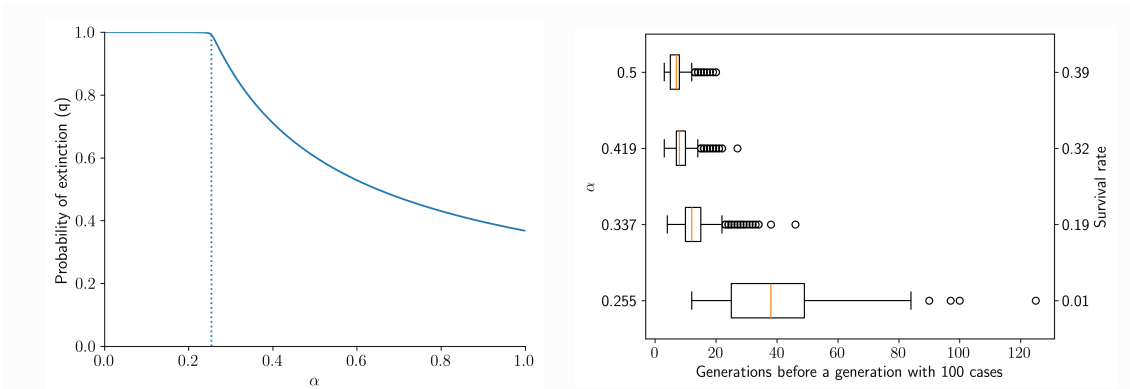 1.0
0.8
0.6
0.4
0.2
0.0
Probability of extinction (q)
0.0 0.2 0.4 0.6 0.8 1.0
α
0.5
0.419
0.337
0.255
α
0.39
0.32
0.19
0.01
Survival rate
0 20 40 60 80 100 120
Generations before a generation with 100 cases